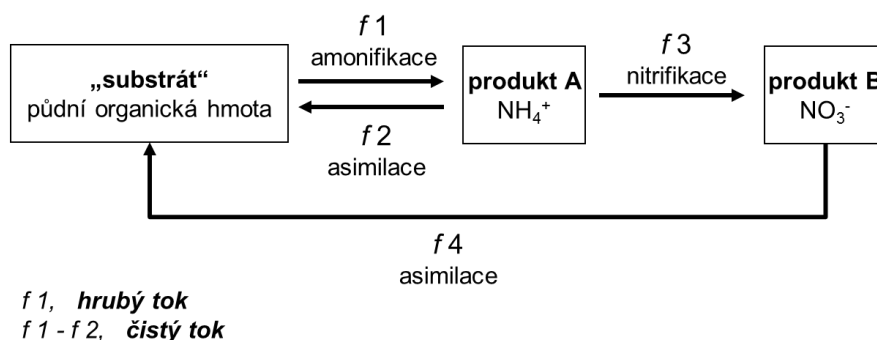 f 1
amonifikace
f 3
nitrifikace
„substrát“
půdní organická hmota
produkt A
NH₄⁺
produkt B
NO₃⁻
f 2
asimilace
f 4
asimilace
f 1, hrubý tok
f 1 - f 2, čistý tok